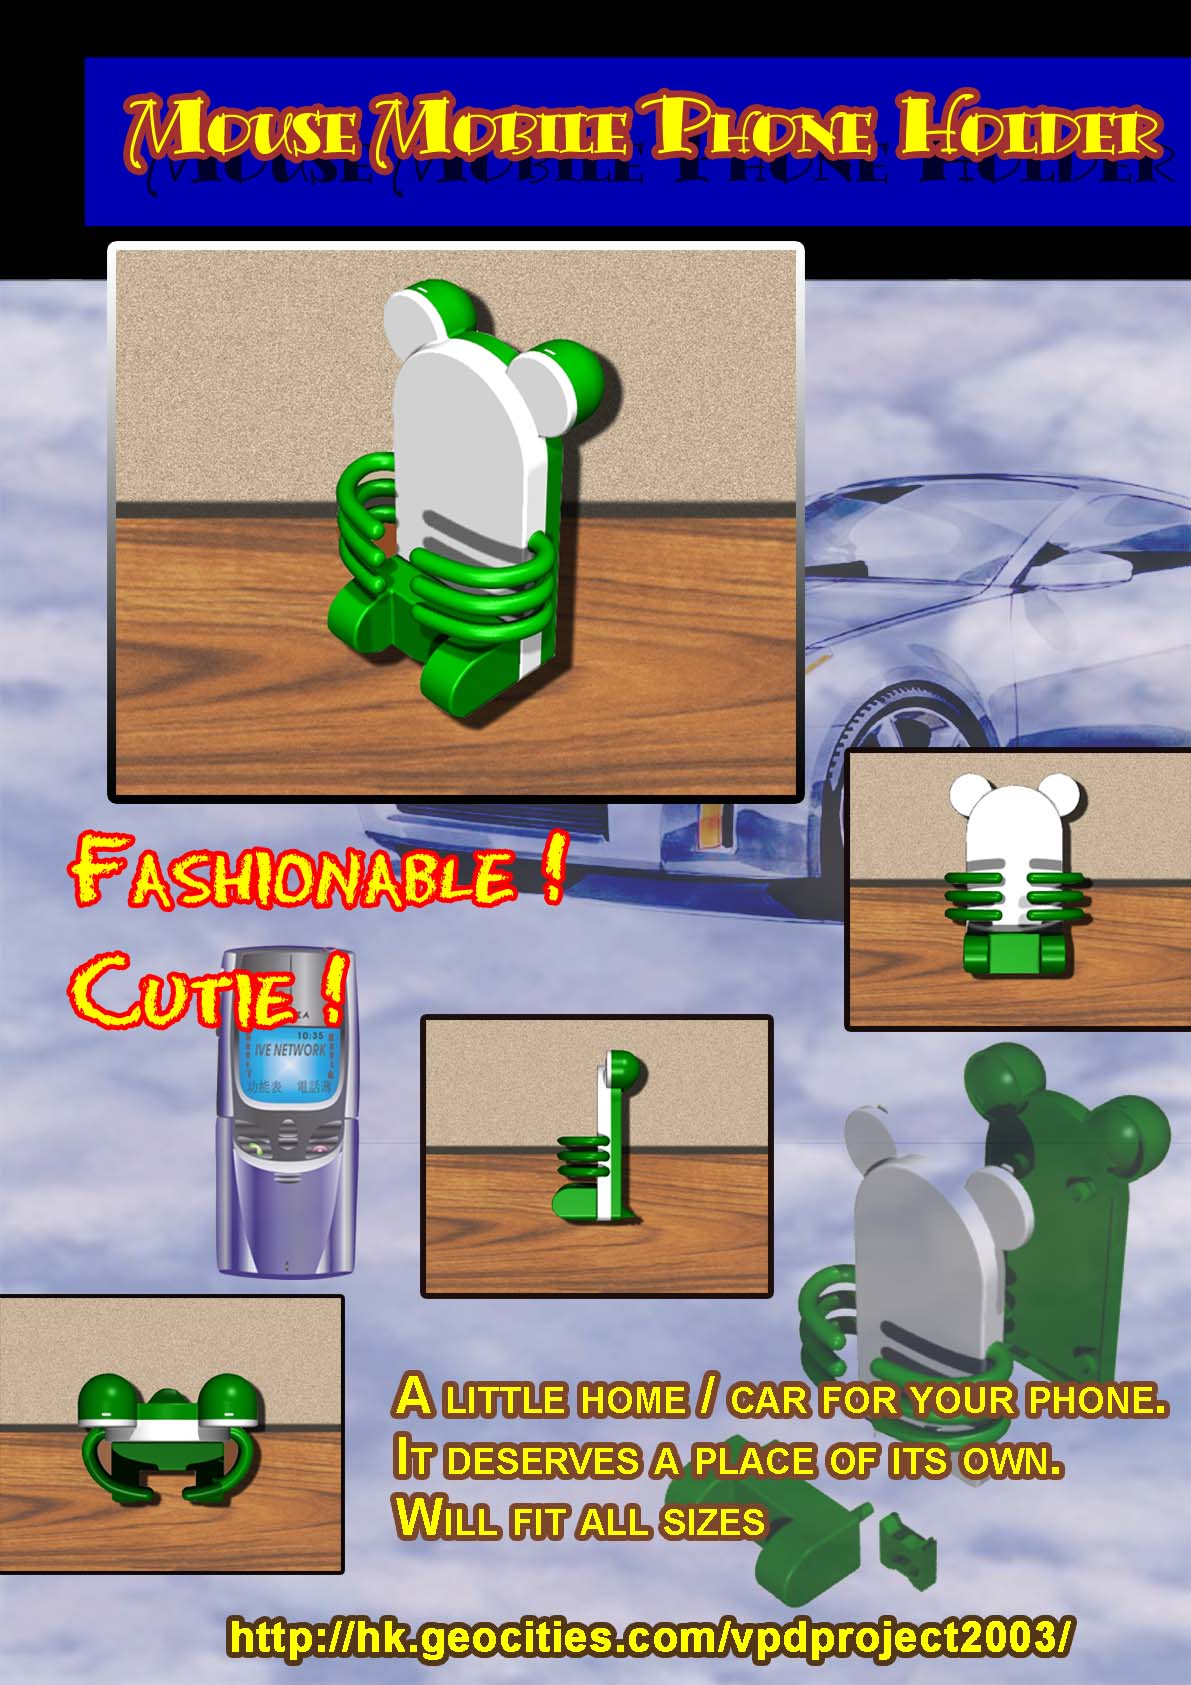 Mouse Mobile Phone Holder
Fashionable !
Cutie !
10:35
IVE NETWORK
功能表 電話薄
A little home / car for your phone.
It deserves a place of its own.
Will fit all sizes
http://hk.geocities.com/vpdproject2003/